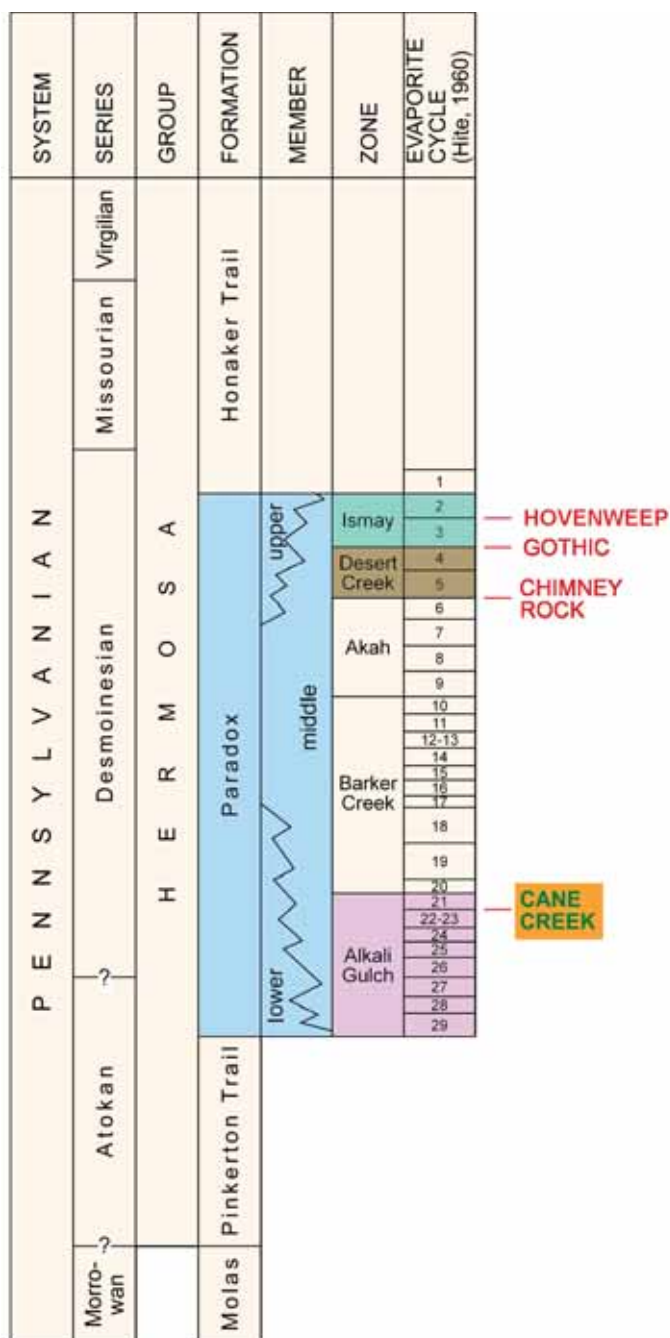 SYSTEM
SERIES
GROUP
FORMATION
MEMBER
ZONE
EVAPORITE
CYCLE
(Hite, 1960)
PENNSYLVANIAN
Virgilian
Missourian
Desmoinesian
?
Atokan
?
Morro-
wan
HERMOSA
Honaker Trail
Paradox
Pinkerton Trail
Molas
upper
middle
lower
Ismay
Desert
Creek
Akah
Barker
Creek
Alkali
Gulch
1
2
3
4
5
6
7
8
9
10
11
12-13
14
15
16
17
18
19
20
21
22-23
24
25
26
27
28
29
HOVENWEEP
GOTHIC
CHIMNEY
ROCK
CANE
CREEK